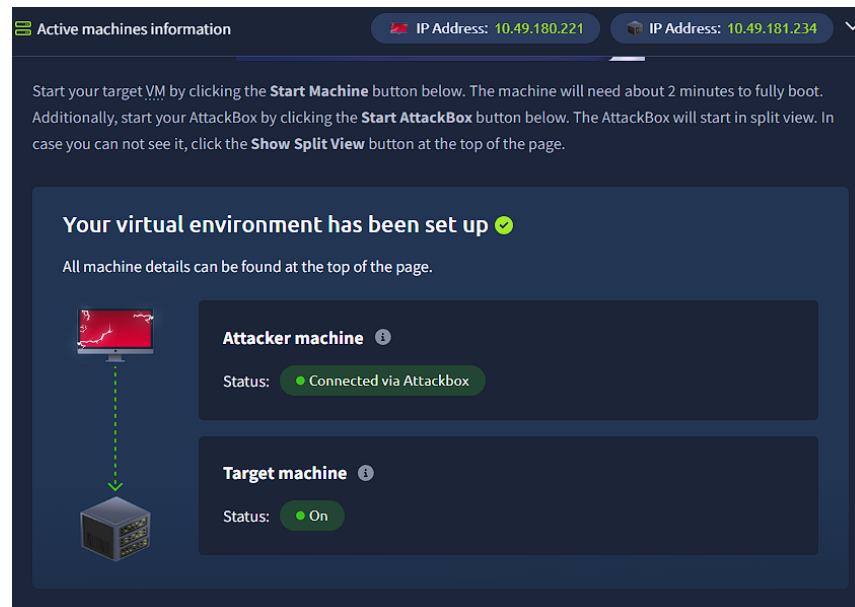 Active machines information
IP Address: 10.49.180.221
IP Address: 10.49.181.234
Start your target VM by clicking the Start Machine button below. The machine will need about 2 minutes to fully boot.
Additionally, start your AttackBox by clicking the Start AttackBox button below. The AttackBox will start in split view. In
case you can not see it, click the Show Split View button at the top of the page.
Your virtual environment has been set up
All machine details can be found at the top of the page.
Attacker machine
Status: Connected via Attackbox
Target machine
Status: On